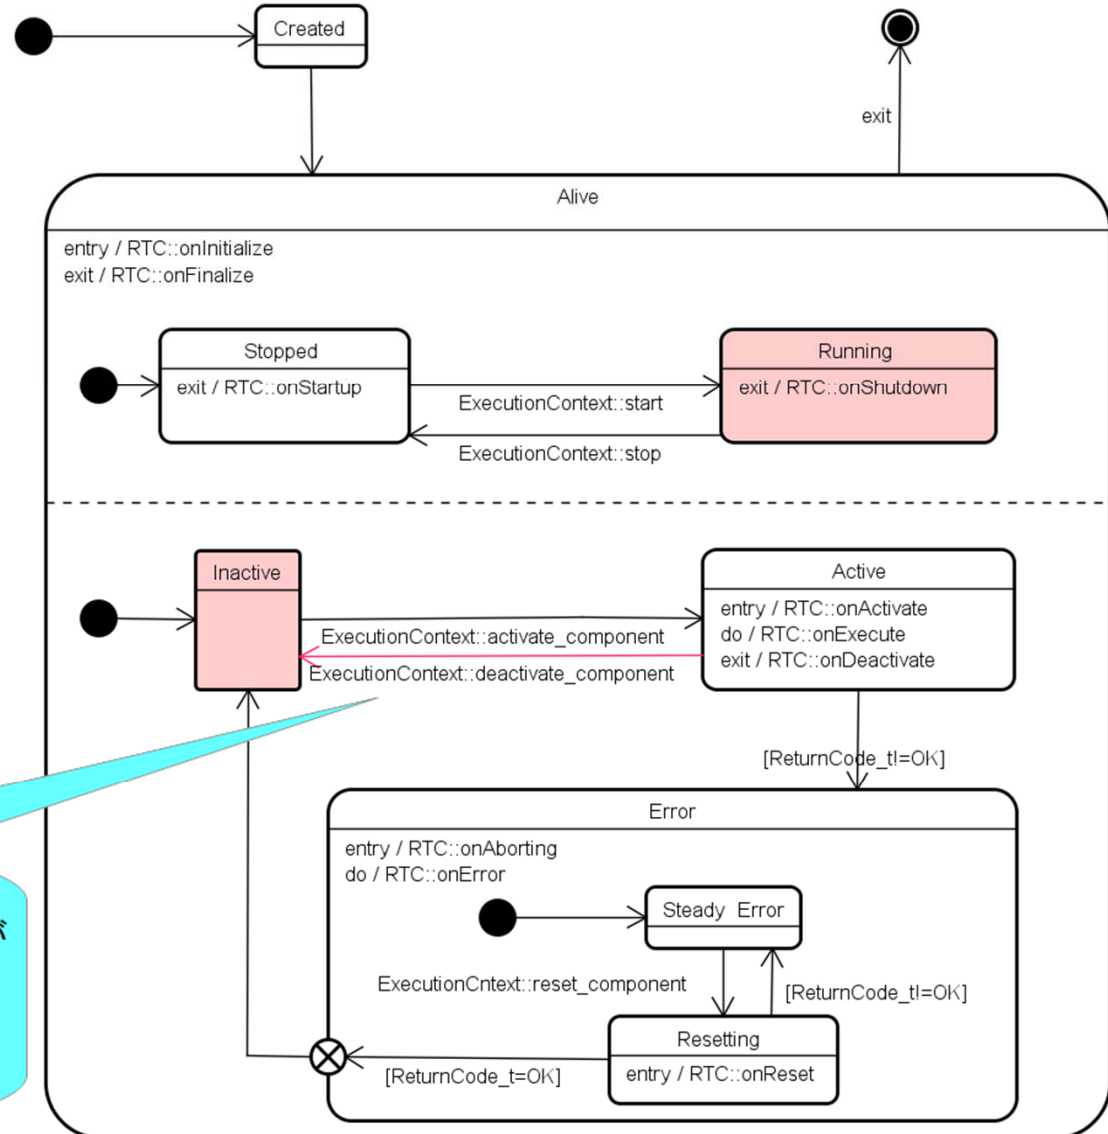 Created
exit
Alive
entry / RTC::onInitialize
exit / RTC::onFinalize
Stopped
exit / RTC::onStartup
Running
exit / RTC::onShutdown
ExecutionContext::start
ExecutionContext::stop
Inactive
Active
entry / RTC::onActivate
do / RTC::onExecute
exit / RTC::onDeactivate
ExecutionContext::activate_component
ExecutionContext::deactivate_component
[ReturnCode_t!=OK]
Error
entry / RTC::onAborting
do / RTC::onError
Steady Error
ExecutionCntext::reset_component
[ReturnCode_t!=OK]
Resetting
entry / RTC::onReset
[ReturnCode_t=OK]